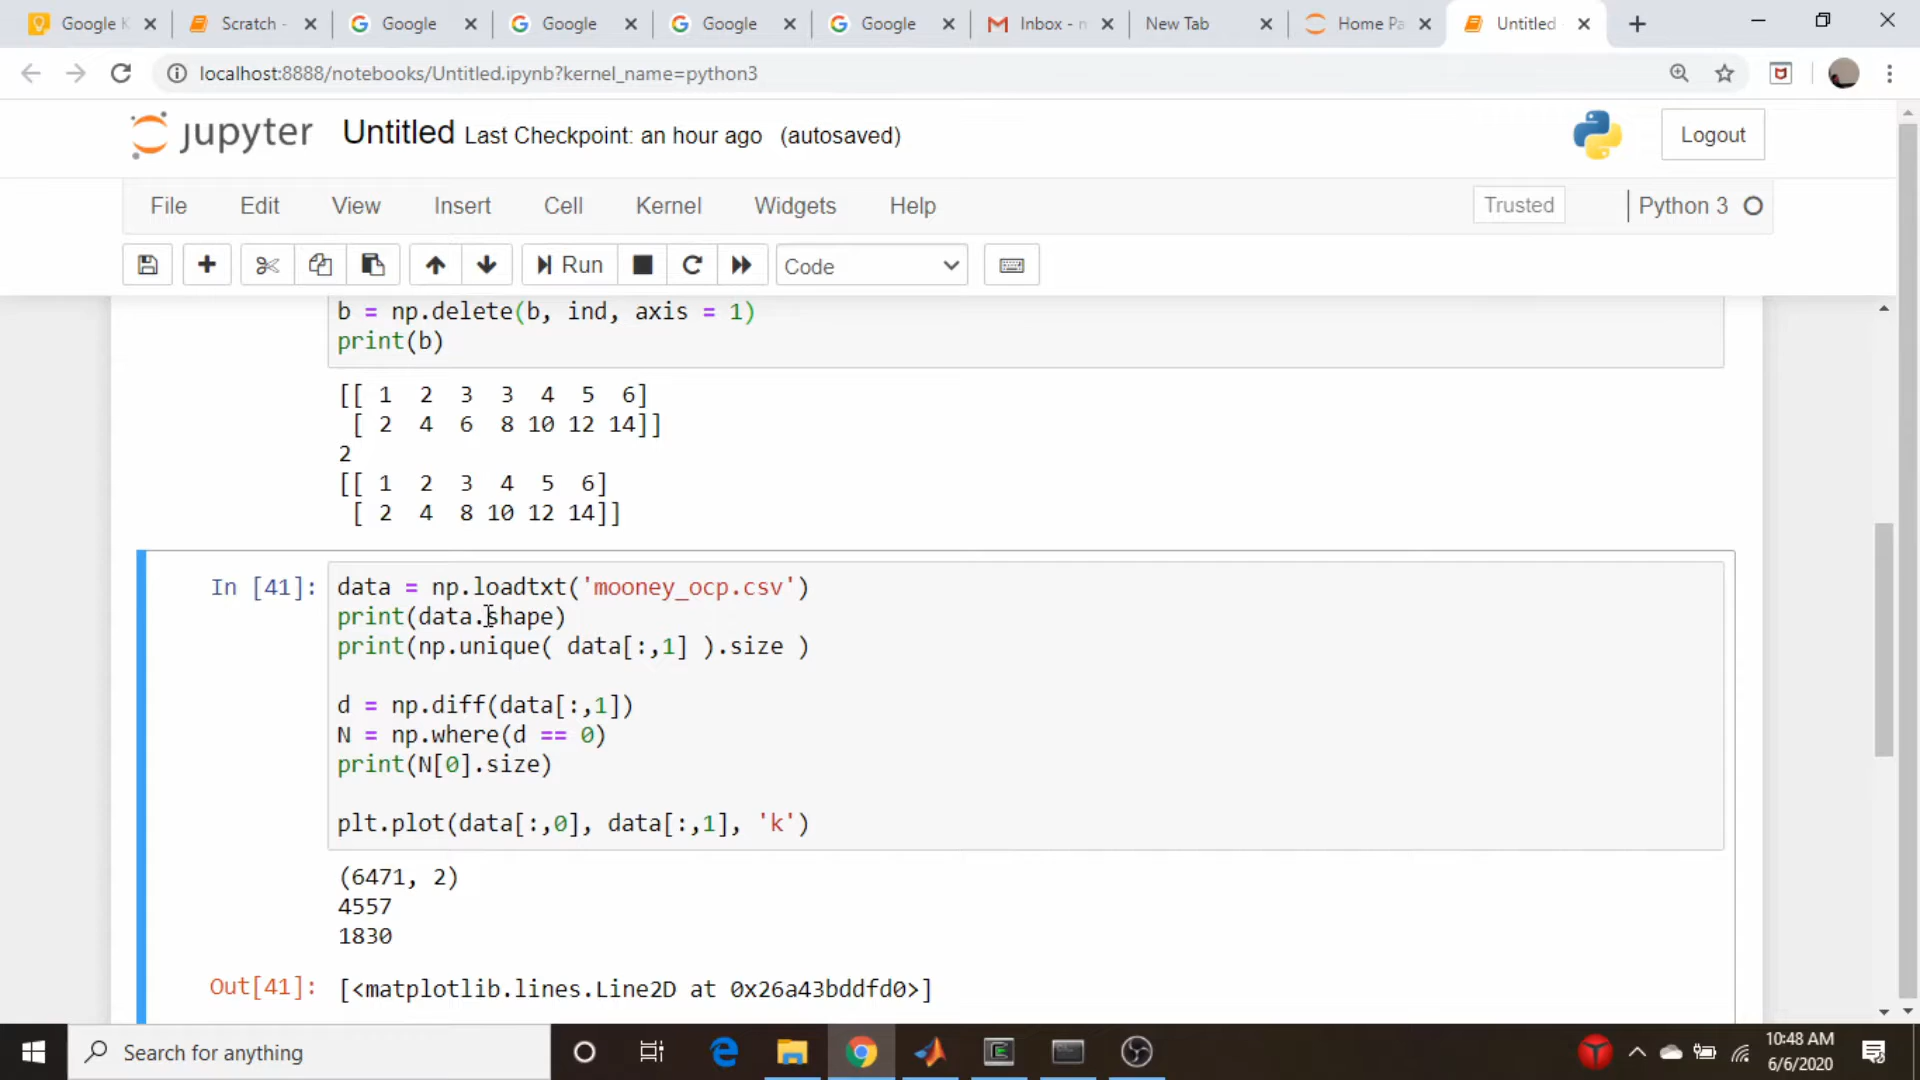 Google K
Scratch -
Google
Google
Google
Google
Inbox - n
New Tab
Home Pa
Untitled
localhost:8888/notebooks/Untitled.ipynb?kernel_name=python3
jupyter Untitled Last Checkpoint: an hour ago (autosaved)
Logout
File Edit View Insert Cell Kernel Widgets Help
Trusted
Python 3
Run
Code
b = np.delete(b, ind, axis = 1)
print(b)
[[ 1 2 3 3 4 5 6]
[ 2 4 6 8 10 12 14]]
2
[[ 1 2 3 4 5 6]
[ 2 4 8 10 12 14]]
In [41]:
data = np.loadtxt('mooney_ocp.csv')
print(data.shape)
print(np.unique( data[:,1] ).size )
d = np.diff(data[:,1])
N = np.where(d == 0)
print(N[0].size)
plt.plot(data[:,0], data[:,1], 'k')
(6471, 2)
4557
1830
Out[41]:
[<matplotlib.lines.Line2D at 0x26a43bddfd0>]
Search for anything
10:48 AM
6/6/2020